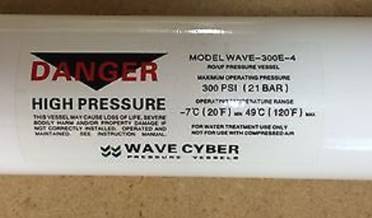 DANGER
HIGH PRESSURE
THIS VESSEL MAY CAUSE LOSS OF LIFE, SEVERE
BODILY HARM AND/OR PROPERTY DAMAGE IF
NOT CORRECTLY INSTALLED, OPERATED AND
MAINTAINED. SEE INSTRUCTION MANUAL.
MODEL WAVE-300E-4
RO/UF PRESSURE VESSEL
MAXIMUM OPERATING PRESSURE
300 PSI (21 BAR)
OPERATING TEMPERATURE RANGE
-7°C (20°F) MIN 49°C (120°F) MAX
FOR WATER TREATMENT USE ONLY
NOT FOR USE WITH COMPRESSED AIR
WAVE CYBER
PRESSURE VESSELS